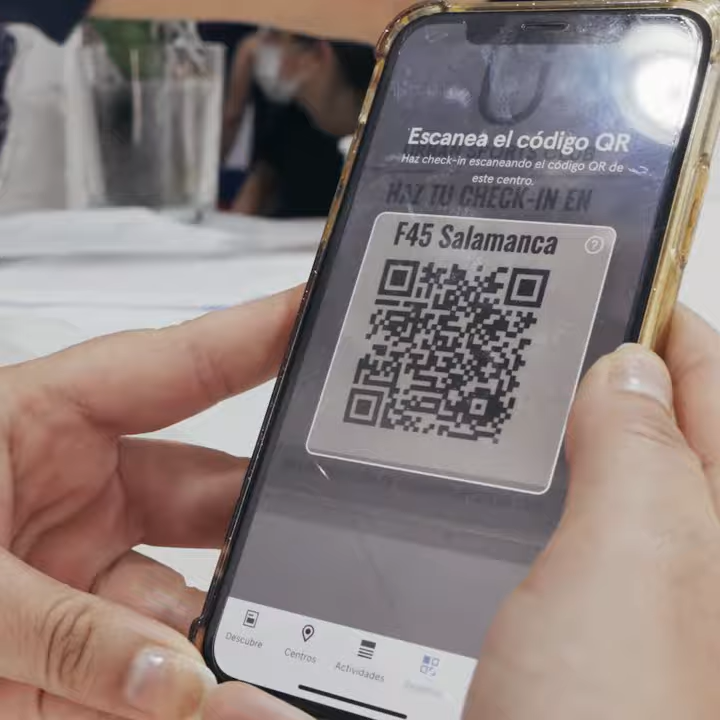 Escanea el código QR
Haz check-in escaneando el código QR de
este centro.
HAZ TU CHECK-IN EN
F45 Salamanca
?
Descubre
Centros
Actividades